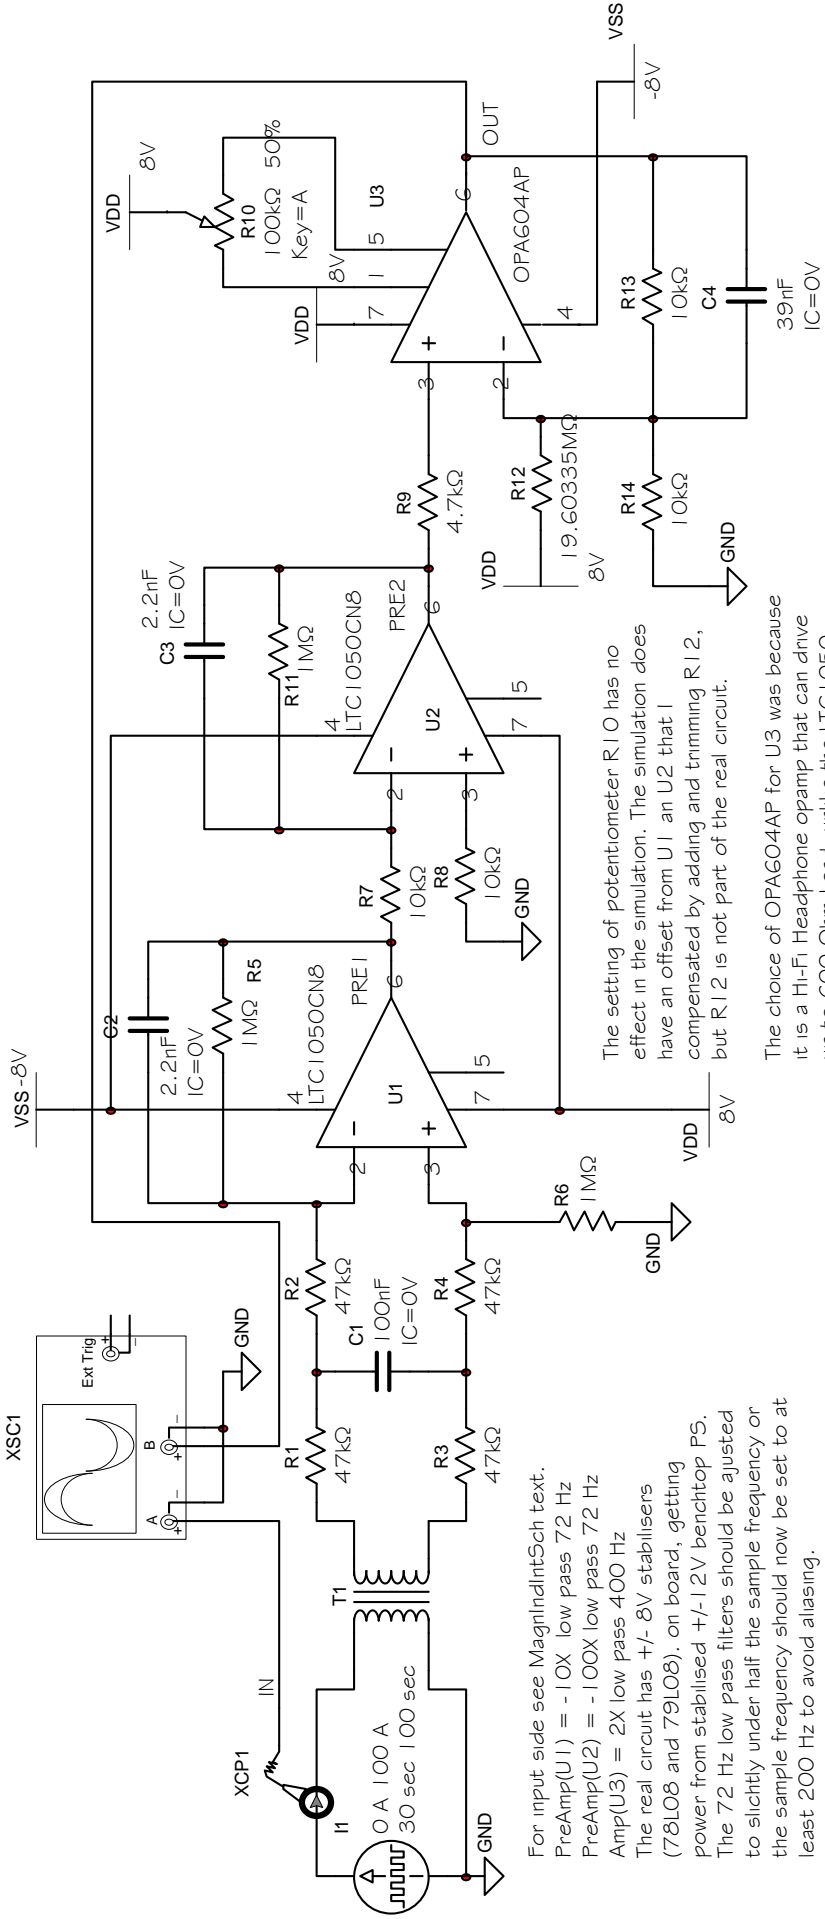 XSC1
Ext Trig
+
–
A
B
+
–
+
–
GND
IN
XCP1
I1
0 A 100 A
30 sec 100 sec
GND
T1
R1
47kΩ
R3
47kΩ
C1
100nF
IC=0V
R2
47kΩ
R4
47kΩ
R6
1MΩ
GND
VSS
-8V
C2
2.2nF
IC=0V
R5
1MΩ
LTC1050CN8
U1
PRE1
2
3
4
5
6
7
VDD
8V
R7
10kΩ
R8
10kΩ
GND
C3
2.2nF
IC=0V
R11
1MΩ
LTC1050CN8
U2
PRE2
2
3
4
5
6
7
R9
4.7kΩ
VDD
8V
R12
19.60335MΩ
R14
10kΩ
GND
VDD
8V
VDD
8V
R10
100kΩ
50%
Key=A
U3
OPA604AP
3
2
7
1
5
4
6
OUT
R13
10kΩ
C4
39nF
IC=0V
VSS
-8V
For input side see MagnIndIntSch text.
PreAmp(U1) = -10X low pass 72 Hz
PreAmp(U2) = -100X low pass 72 Hz
Amp(U3) = 2X low pass 400 Hz
The real circuit has +/- 8V stabilisers
(78L08 and 79L08). on board, getting
power from stabilised +/-12V benchtop PS.
The 72 Hz low pass filters should be ajusted
to slichtly under half the sample frequency or
the sample frequency should now be set to at
least 200 Hz to avoid aliasing.
The setting of potentiometer R10 has no
effect in the simulation. The simulation does
have an offset from U1 an U2 that I
compensated by adding and trimming R12,
but R12 is not part of the real circuit.
The choice of OPA604AP for U3 was because
it is a Hi-Fi Headphone opamp that can drive